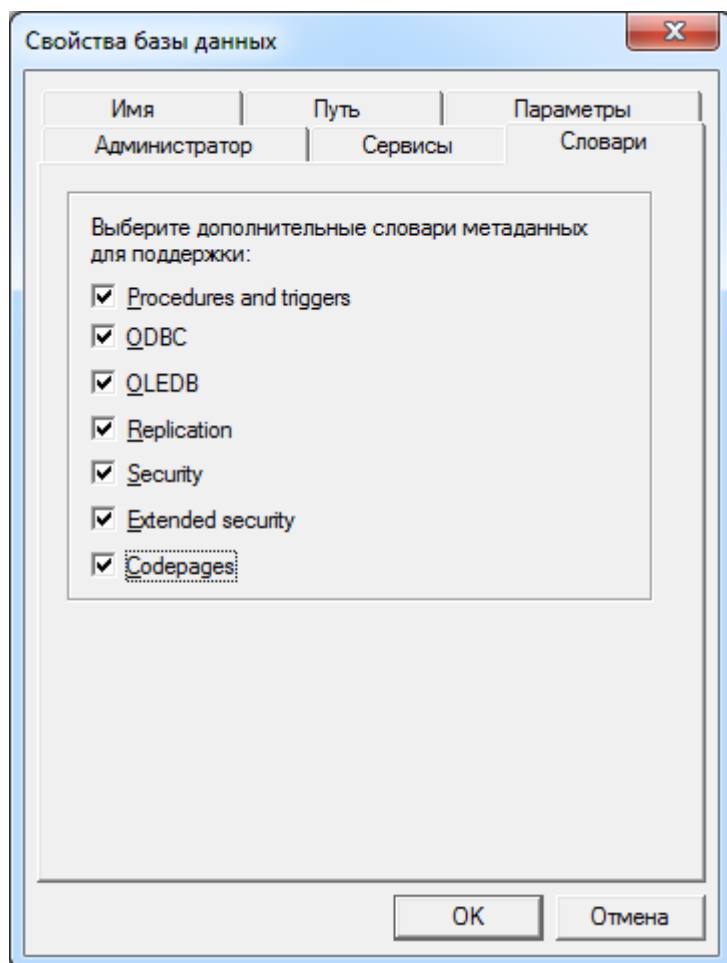 Свойства базы данных
Имя
Путь
Параметры
Администратор
Сервисы
Словари
Выберите дополнительные словари метаданных
для поддержки:
Procedures and triggers
ODBC
OLEDB
Replication
Security
Extended security
Codepages
OK
Отмена